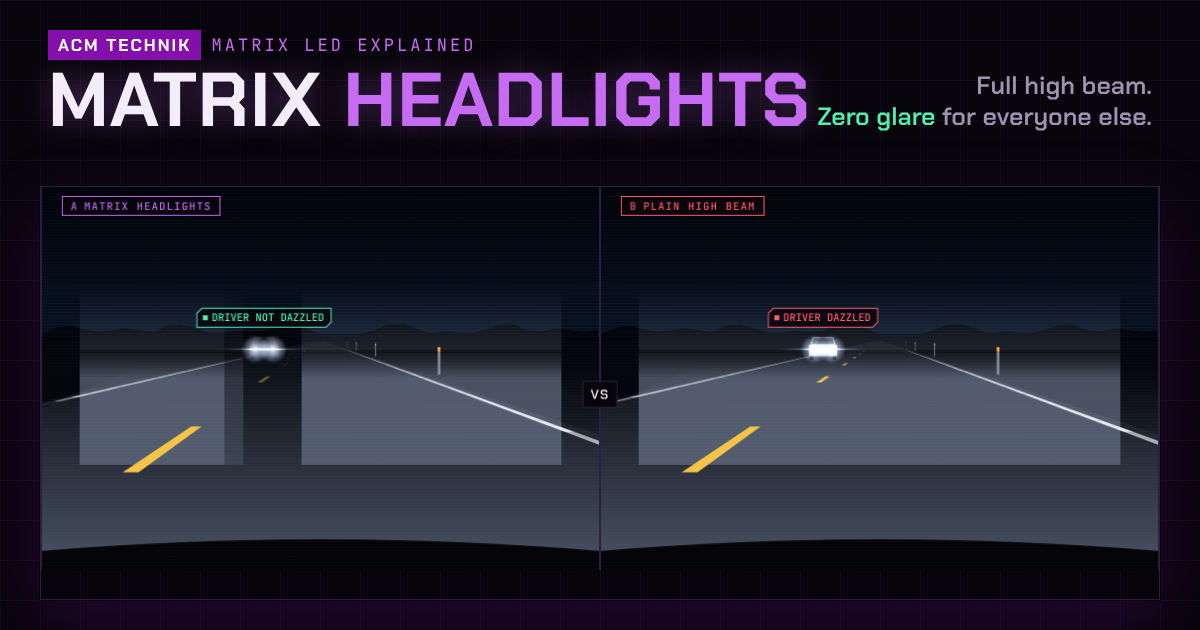 ACM TECHNIK MATRIX LED EXPLAINED
MATRIX HEADLIGHTS
Full high beam.
Zero glare for everyone else.
A MATRIX HEADLIGHTS
B PLAIN HIGH BEAM
DRIVER NOT DAZZLED
DRIVER DAZZLED
VS